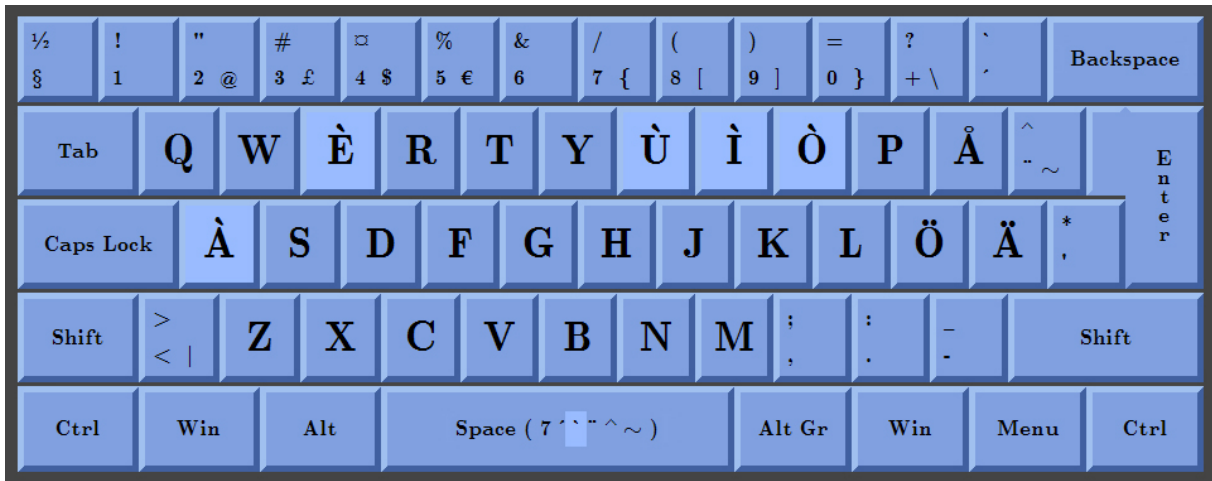 ½ ! " # ¤ % & / ( ) = ? ` Backspace
§ 1 2 @ 3 £ 4 $ 5 € 6 7 { 8 [ 9 ] 0 } + \ ´
Tab Q W È R T Y Ù Ì Ò P Å ^ ¨ ~ Enter
Caps Lock À S D F G H J K L Ö Ä * '
Shift > < | Z X C V B N M ; , : . _ - Shift
Ctrl Win Alt Space ( 7 ´ ` ¨ ^ ~ ) Alt Gr Win Menu Ctrl